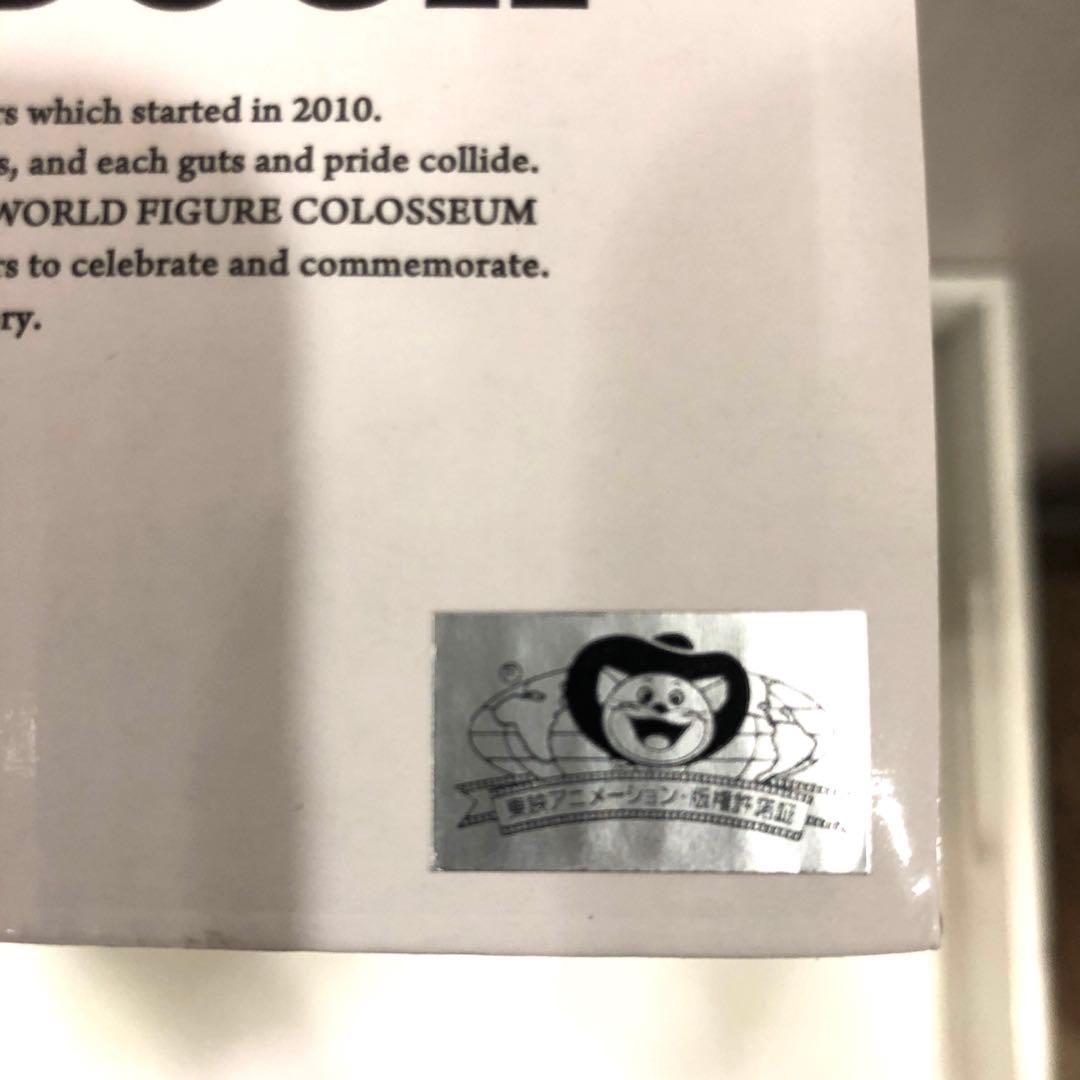 rs which started in 2010.
s, and each guts and pride collide.
WORLD FIGURE COLOSSEUM
rs to celebrate and commemorate.
ry.
東映アニメーション・版権許諾証